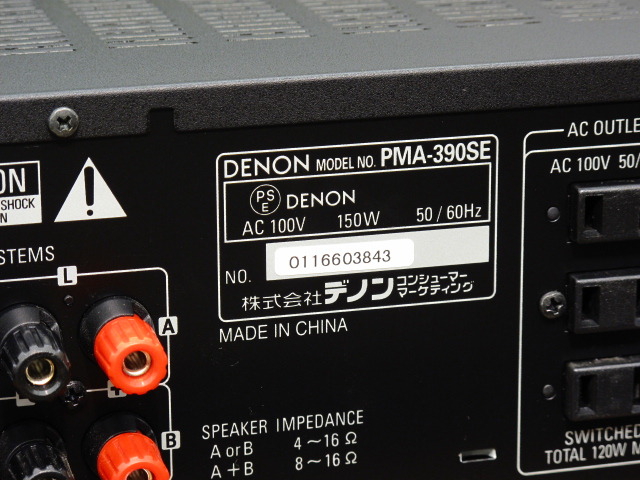 DENON MODEL NO. PMA-390SE
PS
E
DENON
AC 100V 150W 50/60Hz
NO. 0116603843
株式会社デノン コンシューマー
マーケティング
MADE IN CHINA
ON
SHOCK
STEMS
L
A
B
SPEAKER IMPEDANCE
A or B 4~16Ω
A + B 8~16Ω
AC OUTLE
AC 100V 50/
SWITCHED
TOTAL 120W M